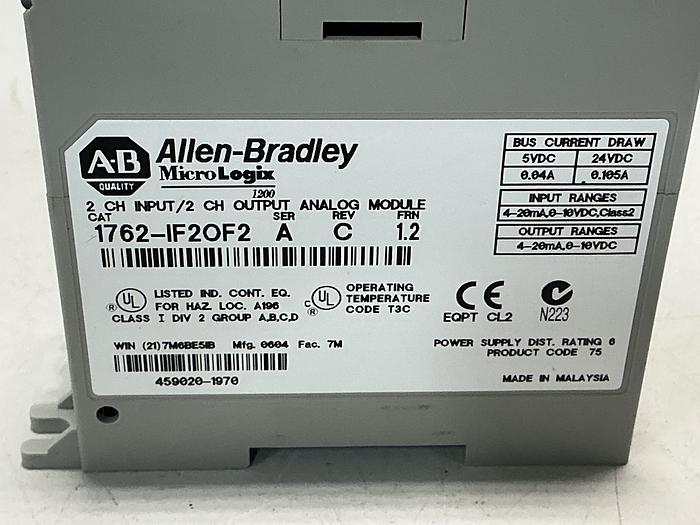 A·B
QUALITY
Allen-Bradley
MicroLogix
1200
2 CH INPUT/2 CH OUTPUT ANALOG MODULE
CAT SER REV FRN
1762-IF2OF2 A C 1.2
BUS CURRENT DRAW
5VDC 24VDC
0.04A 0.105A
INPUT RANGES
4-20mA,0-10VDC,Class2
OUTPUT RANGES
4-20mA,0-10VDC
UL ® LISTED IND. CONT. EQ.
FOR HAZ. LOC. A196
CLASS I DIV 2 GROUP A,B,C,D
C UL ® OPERATING
TEMPERATURE
CODE T3C
CE
EQPT CL2
N223
WIN (21)7M6BE5IB Mfg. 0604 Fac. 7M
459020-1970
POWER SUPPLY DIST. RATING 6
PRODUCT CODE 75
MADE IN MALAYSIA